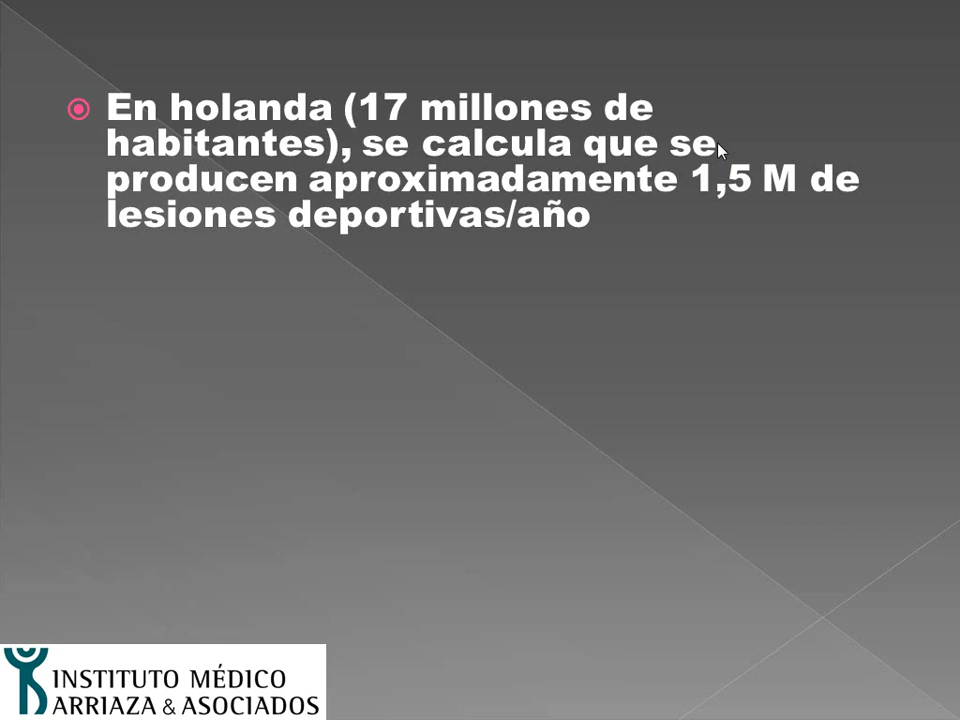 En holanda (17 millones de
habitantes), se calcula que se
producen aproximadamente 1,5 M de
lesiones deportivas/año
INSTITUTO MÉDICO
ARRIAZA & ASOCIADOS